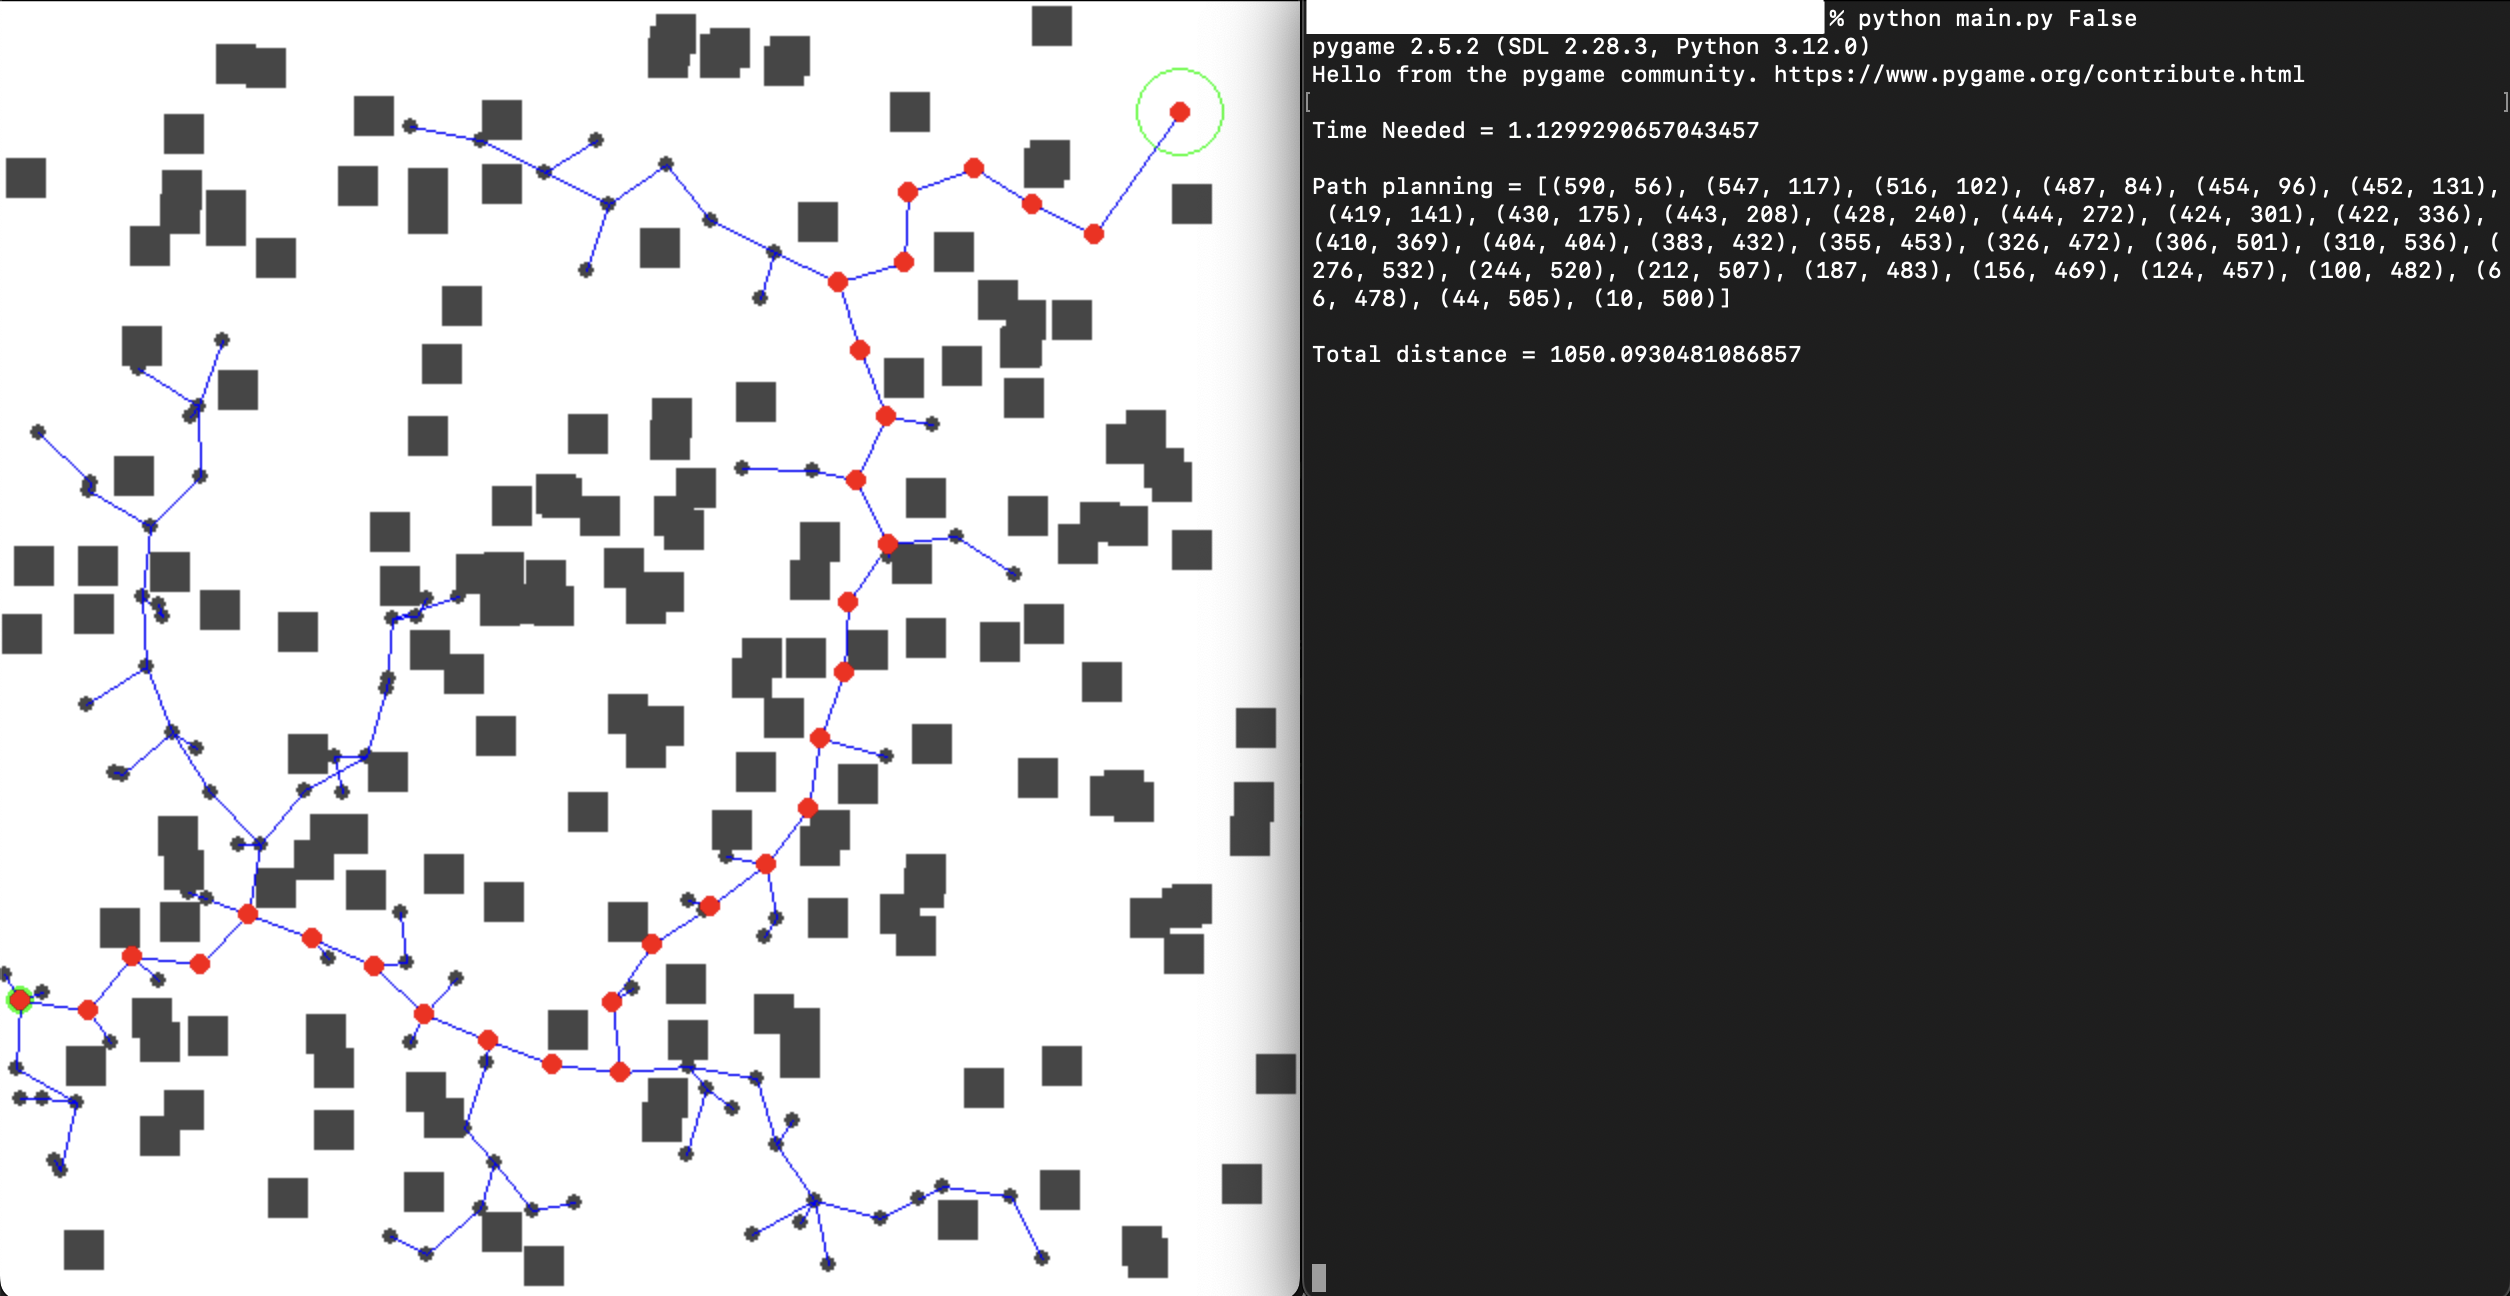 % python main.py False
pygame 2.5.2 (SDL 2.28.3, Python 3.12.0)
Hello from the pygame community. https://www.pygame.org/contribute.html
[ ]
Time Needed = 1.1299290657043457
Path planning = [(590, 56), (547, 117), (516, 102), (487, 84), (454, 96), (452, 131),
(419, 141), (430, 175), (443, 208), (428, 240), (444, 272), (424, 301), (422, 336),
(410, 369), (404, 404), (383, 432), (355, 453), (326, 472), (306, 501), (310, 536), (
276, 532), (244, 520), (212, 507), (187, 483), (156, 469), (124, 457), (100, 482), (6
6, 478), (44, 505), (10, 500)]
Total distance = 1050.0930481086857